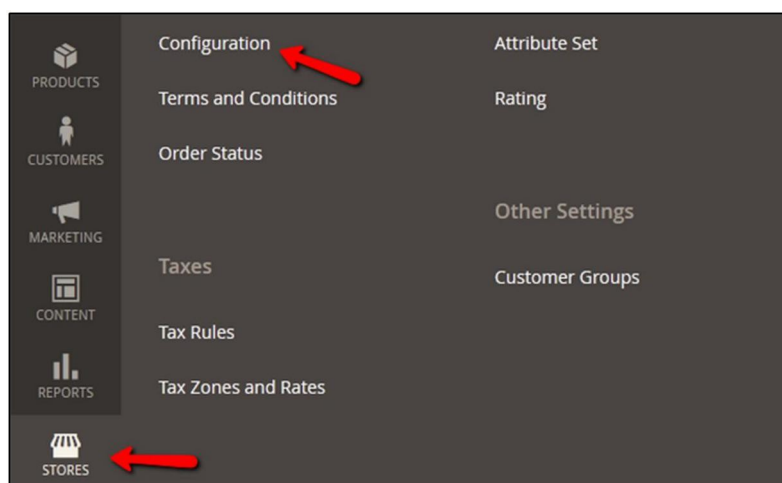 PRODUCTS
CUSTOMERS
MARKETING
CONTENT
REPORTS
STORES
Configuration
Terms and Conditions
Order Status
Taxes
Tax Rules
Tax Zones and Rates
Attribute Set
Rating
Other Settings
Customer Groups